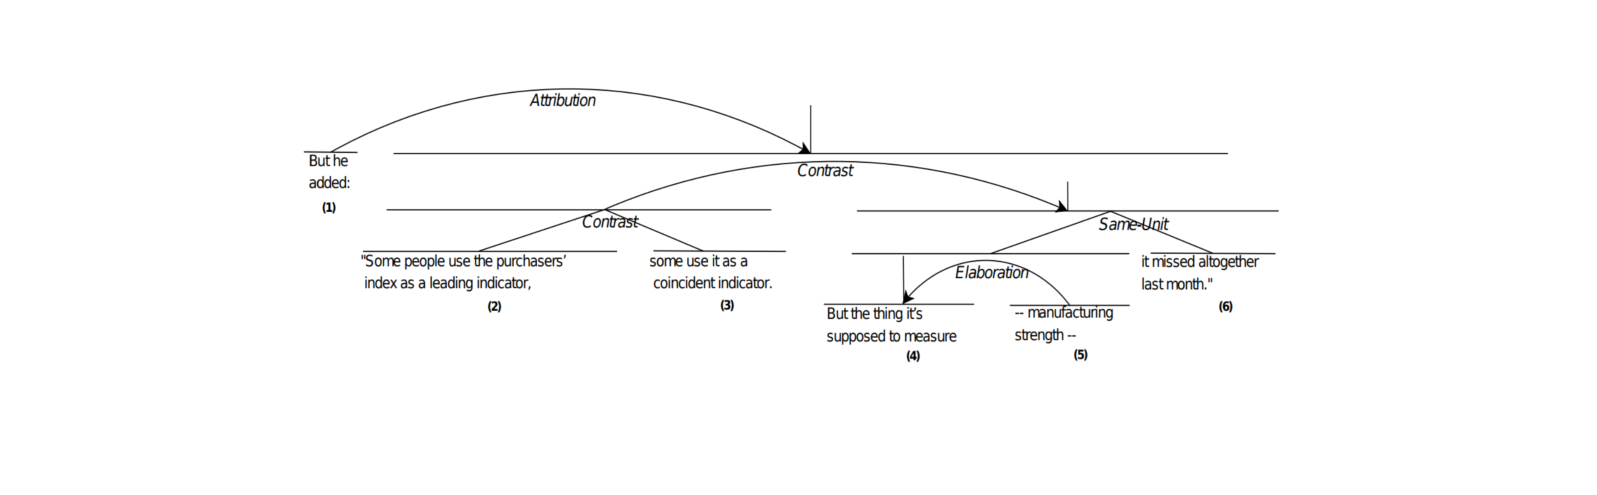 Attribution
But he
added:
(1)
Contrast
Contrast
"Some people use the purchasers’
index as a leading indicator,
(2)
some use it as a
coincident indicator.
(3)
Same-Unit
Elaboration
But the thing it’s
supposed to measure
(4)
-- manufacturing
strength --
(5)
it missed altogether
last month."
(6)